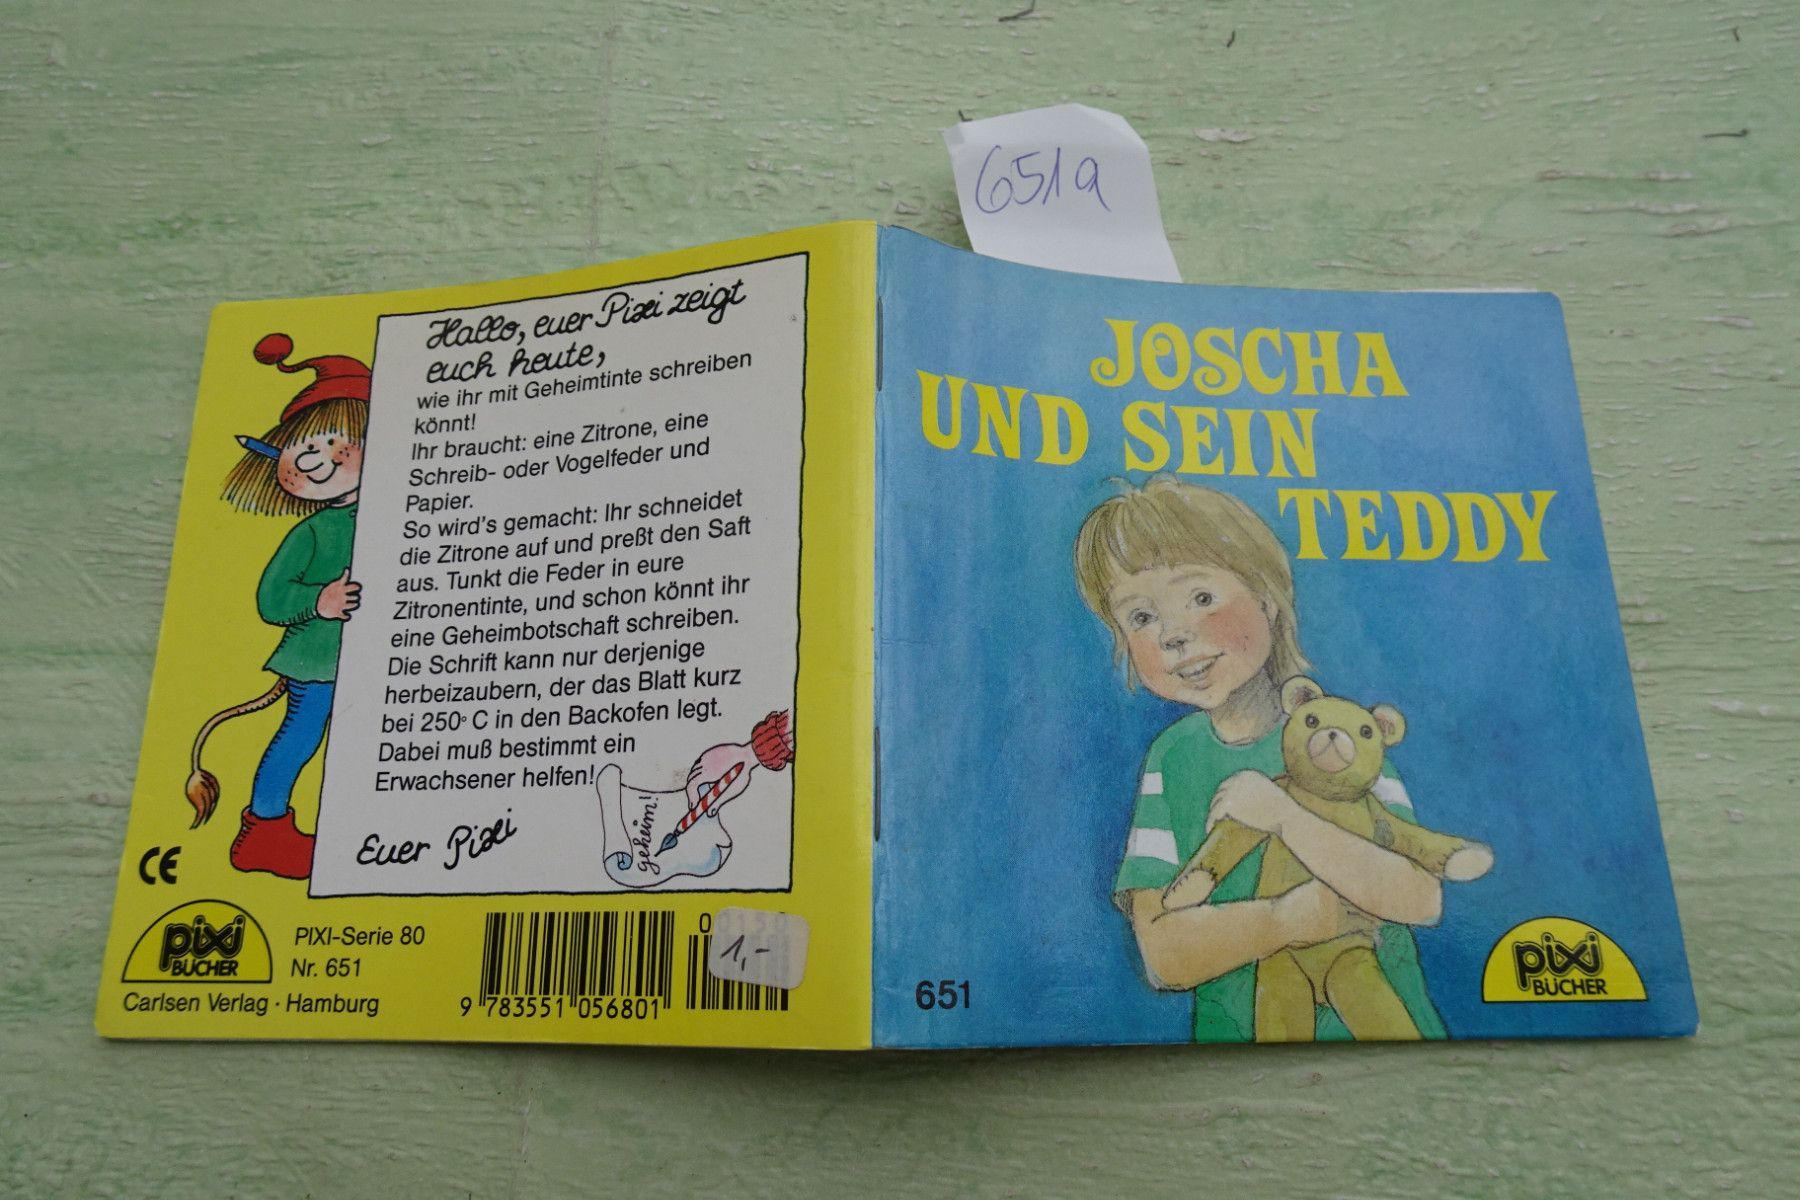 6519
Hallo, euer Pixi zeigt
euch heute,
wie ihr mit Geheimtinte schreiben
könnt!
Ihr braucht: eine Zitrone, eine
Schreib- oder Vogelfeder und
Papier.
So wird's gemacht: Ihr schneidet
die Zitrone auf und preßt den Saft
aus. Tunkt die Feder in eure
Zitronentinte, und schon könnt ihr
eine Geheimbotschaft schreiben.
Die Schrift kann nur derjenige
herbeizaubern, der das Blatt kurz
bei 250° C in den Backofen legt.
Dabei muß bestimmt ein
Erwachsener helfen!
geheim!
Euer Pixi
CE
pixi
BÜCHER
PIXI-Serie 80
Nr. 651
Carlsen Verlag · Hamburg
9 783551 056801
1,-
JOSCHA
UND SEIN
TEDDY
651
pixi
BÜCHER